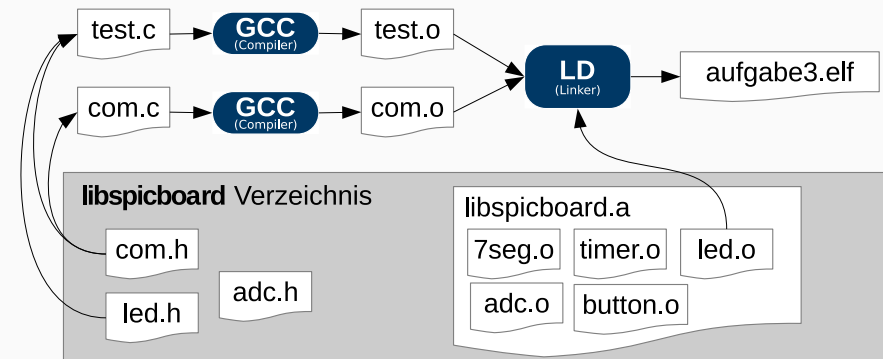 test.c
GCC
(Compiler)
test.o
com.c
GCC
(Compiler)
com.o
LD
(Linker)
aufgabe3.elf
libspicboard Verzeichnis
com.h
led.h
adc.h
libspicboard.a
7seg.o
timer.o
led.o
adc.o
button.o